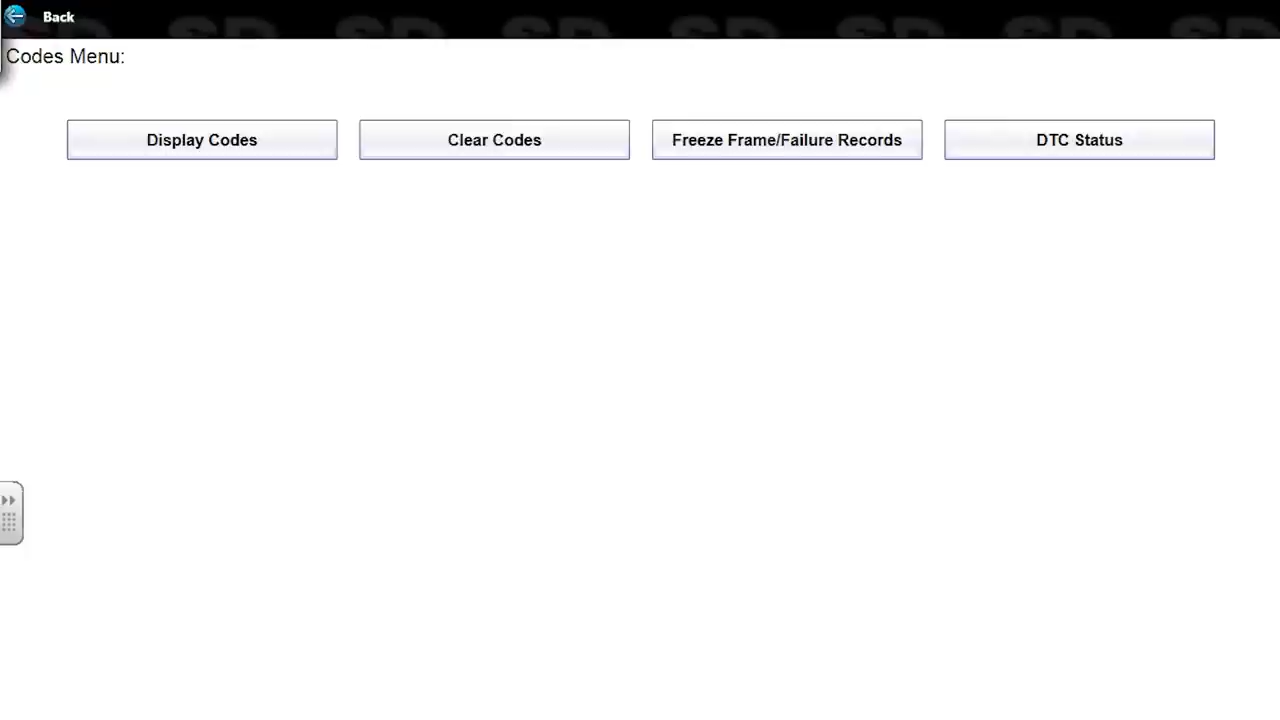 Back
Codes Menu:
Display Codes
Clear Codes
Freeze Frame/Failure Records
DTC Status